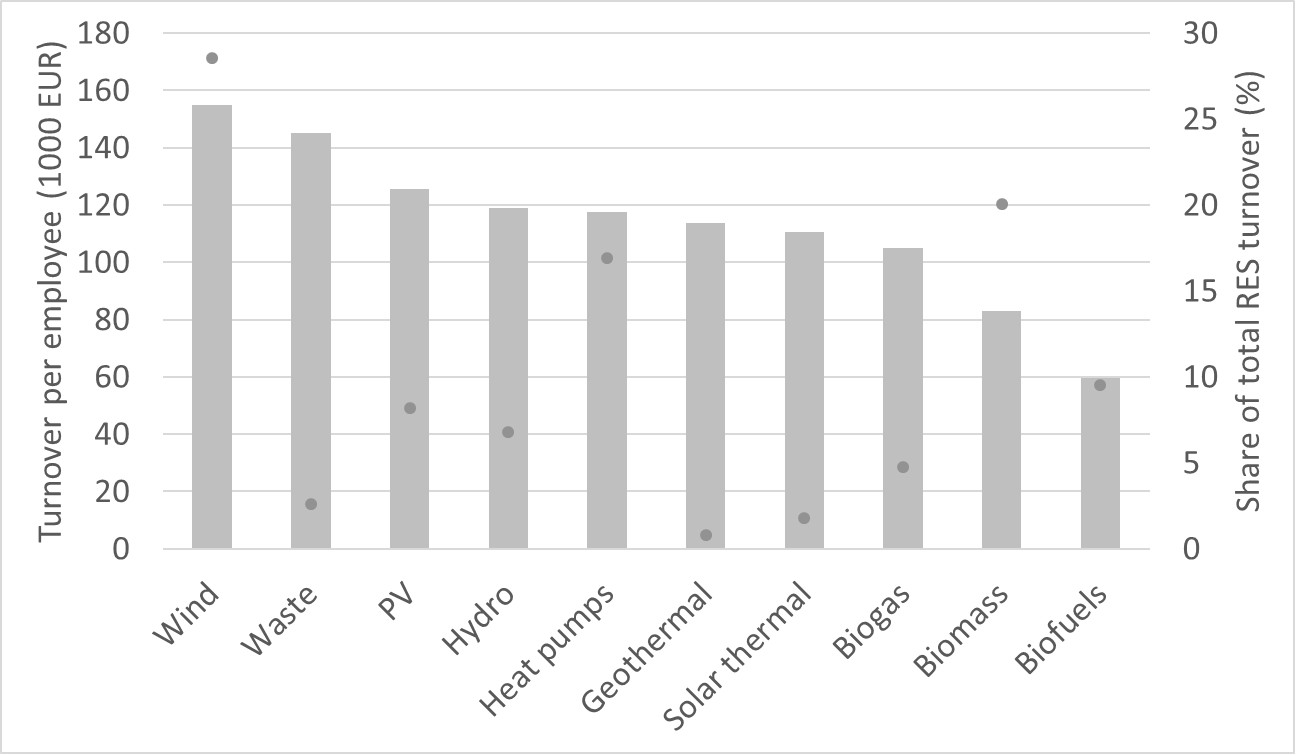 Turnover per employee (1000 EUR)
180
160
140
120
100
80
60
40
20
0
30
25
20
15
10
5
0
Share of total RES turnover (%)
Wind
Waste
PV
Hydro
Heat pumps
Geothermal
Solar thermal
Biogas
Biomass
Biofuels